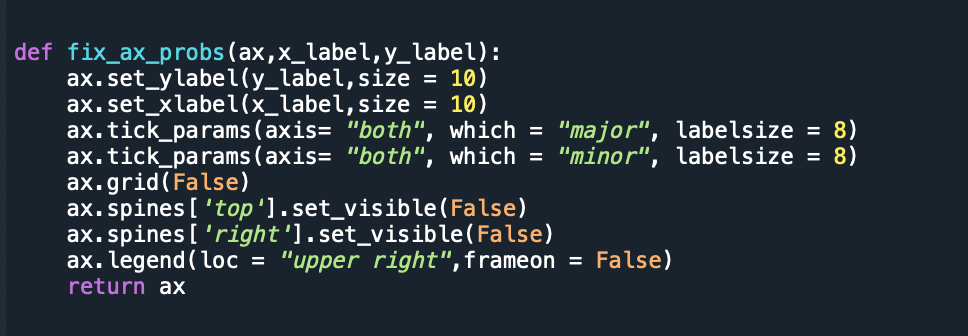 def fix_ax_probs(ax,x_label,y_label):
    ax.set_ylabel(y_label,size = 10)
    ax.set_xlabel(x_label,size = 10)
    ax.tick_params(axis= "both", which = "major", labelsize = 8)
    ax.tick_params(axis= "both", which = "minor", labelsize = 8)
    ax.grid(False)
    ax.spines['top'].set_visible(False)
    ax.spines['right'].set_visible(False)
    ax.legend(loc = "upper right",frameon = False)
    return ax